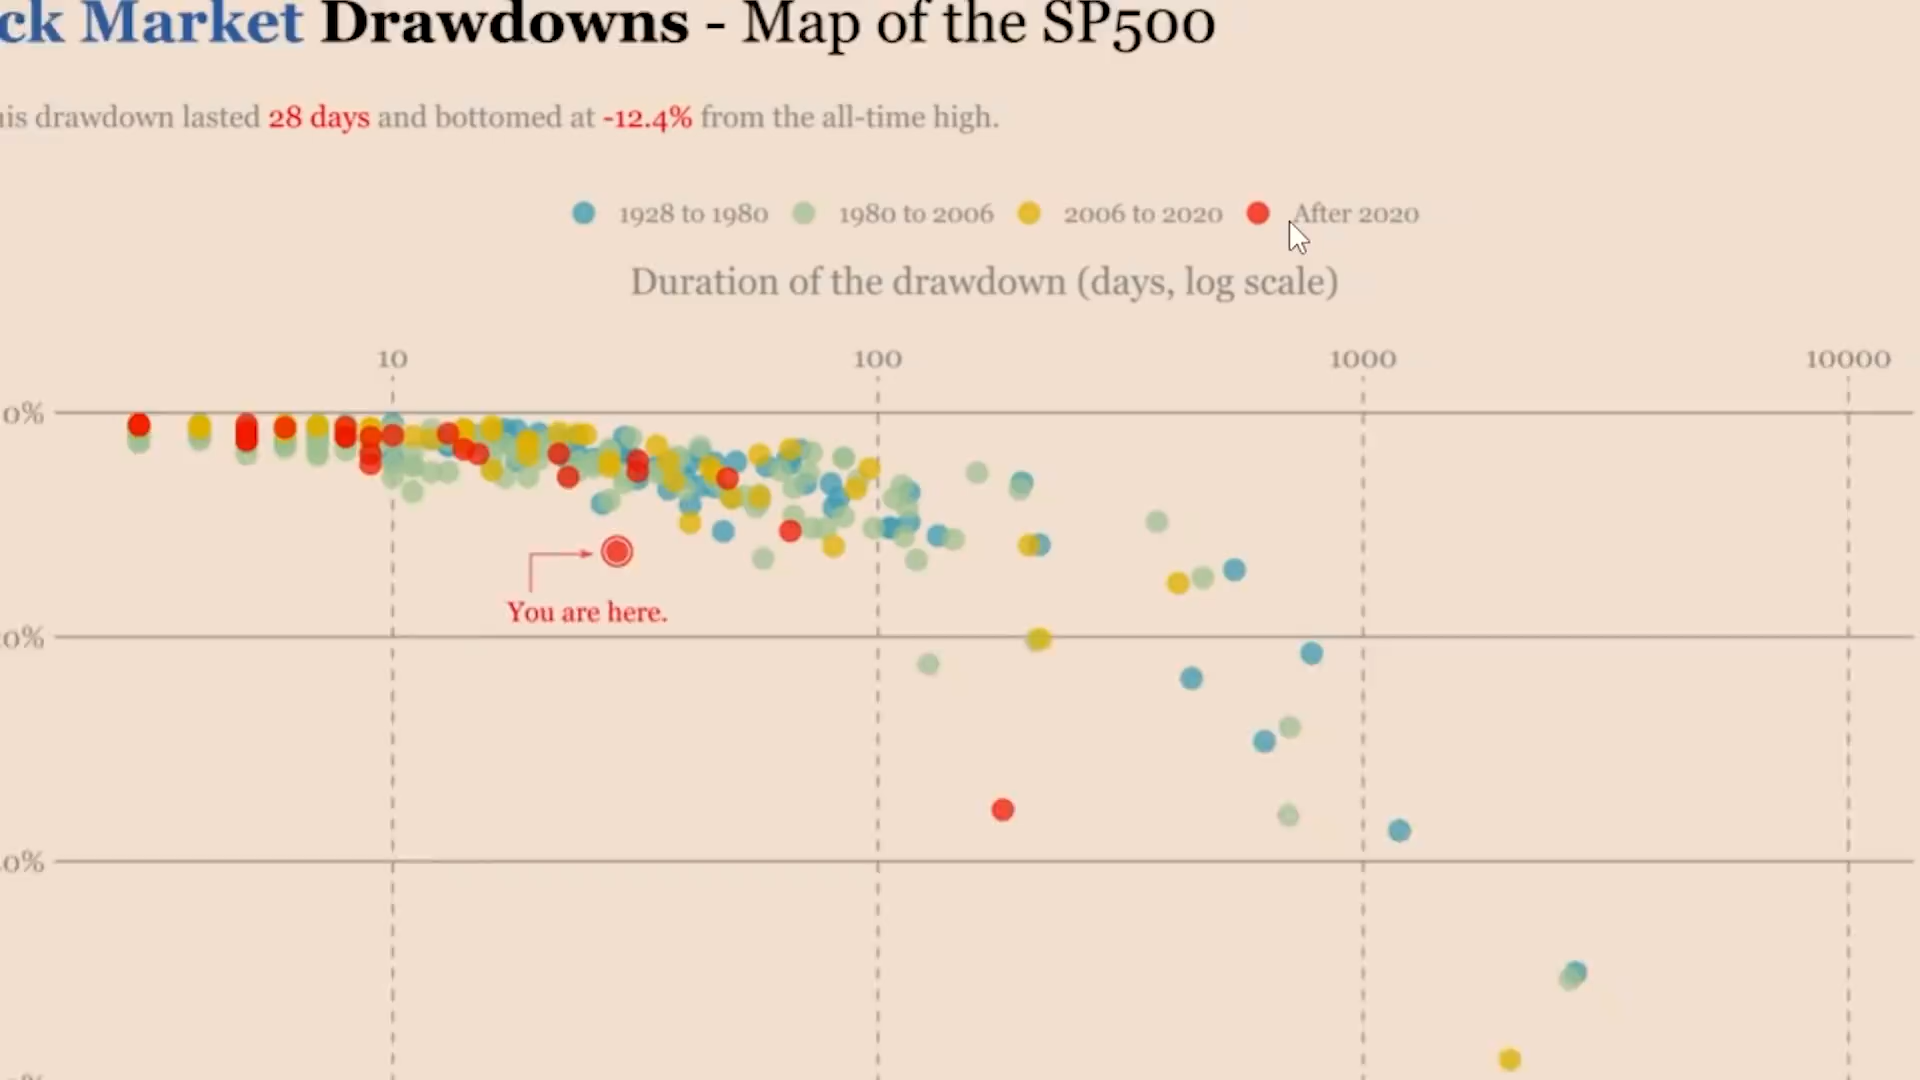 ck Market Drawdowns - Map of the SP500
is drawdown lasted 28 days and bottomed at -12.4% from the all-time high.
1928 to 1980 1980 to 2006 2006 to 2020 After 2020
Duration of the drawdown (days, log scale)
10 100 1000 10000
0%
You are here.
0%
0%